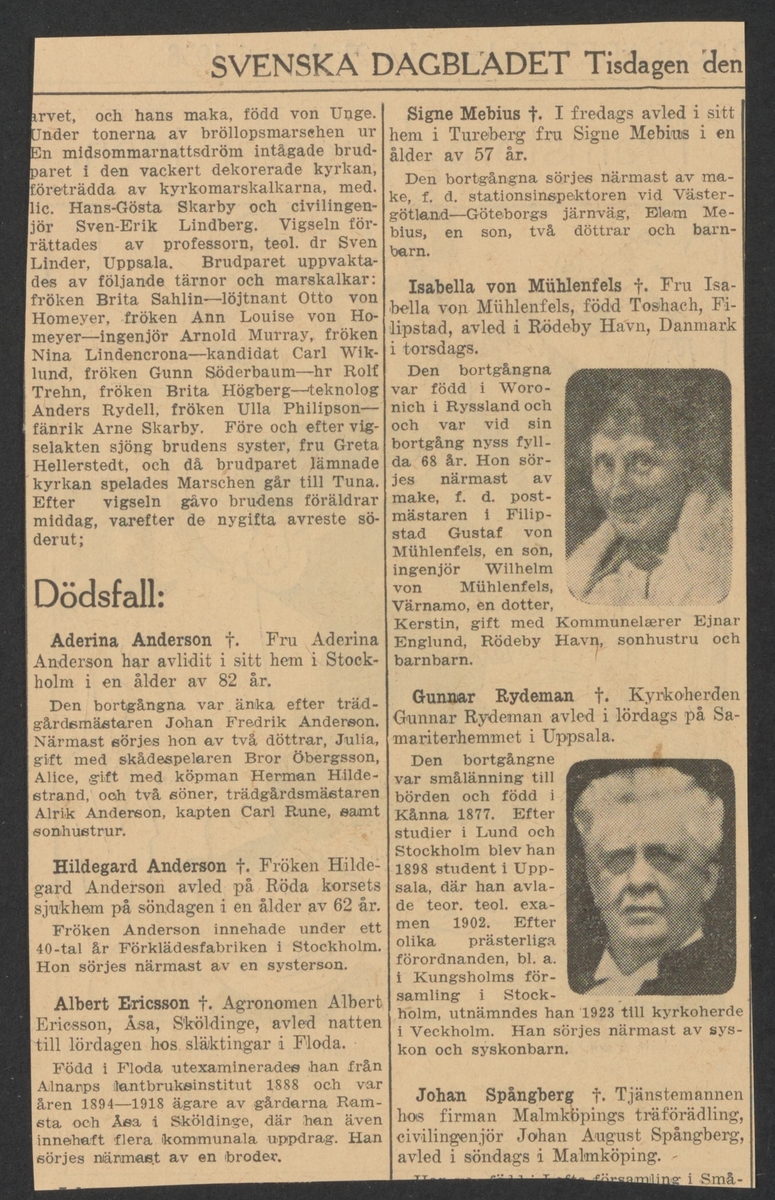 SVENSKA DAGBLADET Tisdagen den
arvet, och hans maka, född von Unge.
Under tonerna av bröllopsmarschen ur
En midsommarnattsdröm intågade brud-
paret i den vackert dekorerade kyrkan,
företrädda av kyrkomarskalkarna, med.
lic. Hans-Gösta Skarby och civilingen-
jör Sven-Erik Lindberg. Vigseln för-
rättades av professorn, teol. dr Sven
Linder, Uppsala. Brudparet uppvakta-
des av följande tärnor och marskalkar:
fröken Brita Sahlin—löjtnant Otto von
Homeyer, fröken Ann Louise von Ho-
meyer—ingenjör Arnold Murray, fröken
Nina Lindencrona—kandidat Carl Wik-
lund, fröken Gunn Söderbaum—hr Rolf
Trehn, fröken Brita Högberg—teknolog
Anders Rydell, fröken Ulla Philipson—
fänrik Arne Skarby. Före och efter vig-
selakten sjöng brudens syster, fru Greta
Hellerstedt, och då brudparet lämnade
kyrkan spelades Marschen går till Tuna.
Efter vigseln gåvo brudens föräldrar
middag, varefter de nygifta avreste sö-
derut;
Dödsfall:
Aderina Anderson †. Fru Aderina
Anderson har avlidit i sitt hem i Stock-
holm i en ålder av 82 år.
Den bortgångna var änka efter träd-
gårdsmästaren Johan Fredrik Anderson.
Närmast sörjes hon av två döttrar, Julia,
gift med skådespelaren Bror Öbergsson,
Alice, gift med köpman Herman Hilde-
strand, och två söner, trädgårdsmästaren
Alrik Anderson, kapten Carl Rune, samt
sonhustrur.
Hildegard Anderson †. Fröken Hilde-
gard Anderson avled på Röda korsets
sjukhem på söndagen i en ålder av 62 år.
Fröken Anderson innehade under ett
40-tal år Förklädesfabriken i Stockholm.
Hon sörjes närmast av en systerson.
Albert Ericsson †. Agronomen Albert
Ericsson, Åsa, Sköldinge, avled natten
till lördagen hos släktingar i Floda.
Född i Floda utexaminerades han från
Alnarps lantbruksinstitut 1888 och var
åren 1894—1918 ägare av gårdarna Ram-
sta och Åsa i Sköldinge, där han även
innehaft flera kommunala uppdrag. Han
sörjes närmast av en broder.
Signe Mebius †. I fredags avled i sitt
hem i Tureberg fru Signe Mebius i en
ålder av 57 år.
Den bortgångna sörjes närmast av ma-
ke, f. d. stationsinspektoren vid Väster-
götland—Göteborgs järnväg, Elam Me-
bius, en son, två döttrar och barn-
barn.
Isabella von Mühlenfels †. Fru Isa-
bella von Mühlenfels, född Toshach, Fi-
lipstad, avled i Rödeby Havn, Danmark
i torsdags.
Den bortgångna
var född i Woro-
nich i Ryssland och
och var vid sin
bortgång nyss fyll-
da 68 år. Hon sör-
jes närmast av
make, f. d. post-
mästaren i Filip-
stad Gustaf von
Mühlenfels, en son,
ingenjör Wilhelm
von Mühlenfels,
Värnamo, en dotter,
Kerstin, gift med Kommunelærer Ejnar
Englund, Rödeby Havn, sonhustru och
barnbarn.
Gunnar Rydeman †. Kyrkoherden
Gunnar Rydeman avled i lördags på Sa-
mariterhemmet i Uppsala.
Den bortgångne
var smålänning till
börden och född i
Kånna 1877. Efter
studier i Lund och
Stockholm blev han
1898 student i Upp-
sala, där han avla-
de teor. teol. exa-
men 1902. Efter
olika prästerliga
förordnanden, bl. a.
i Kungsholms för-
samling i Stock-
holm, utnämndes han 1923 till kyrkoherde
i Veckholm. Han sörjes närmast av sys-
kon och syskonbarn.
Johan Spångberg †. Tjänstemannen
hos firman Malmköpings träförädling,
civilingenjör Johan August Spångberg,
avled i söndags i Malmköping.
församling i Små-